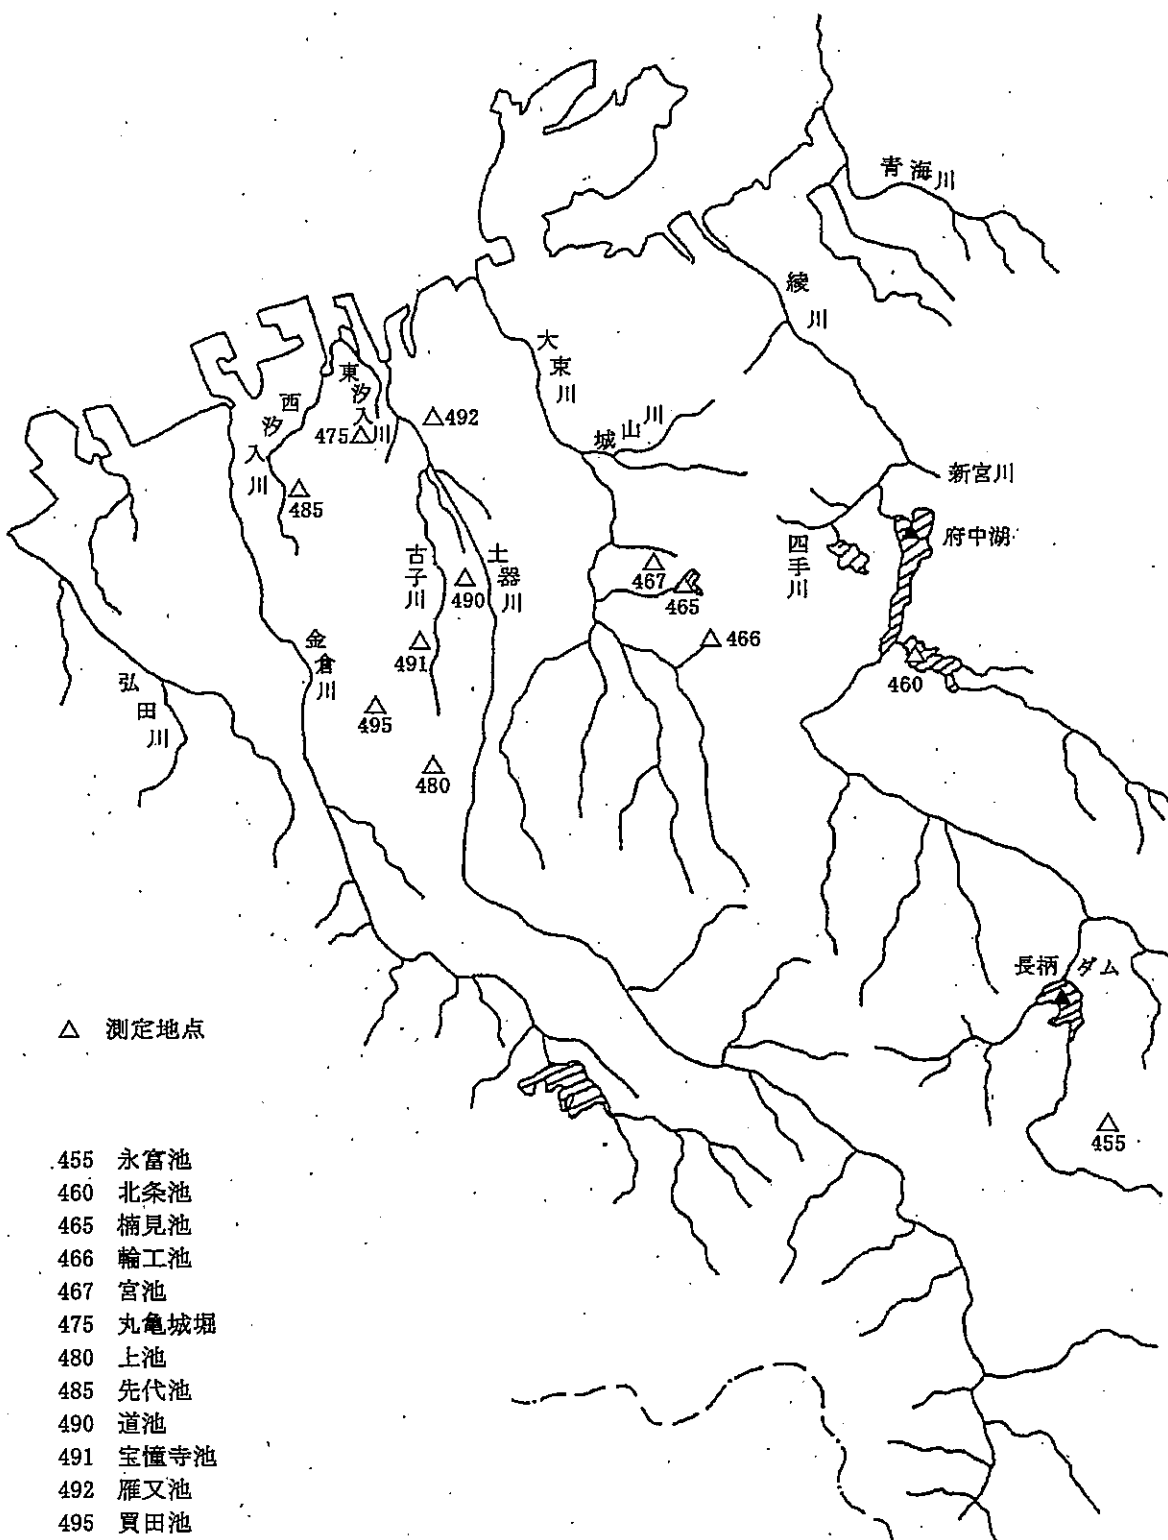 青海川
綾川
大束川
東汐入川
西汐入川
475
492
城山川
新宮川
485
府中湖
四手川
古子川
土器川
467
490
465
466
491
金倉川
460
弘田川
495
480
長柄ダム
△ 測定地点
455
455 永富池
460 北条池
465 楠見池
466 輪工池
467 宮池
475 丸亀城堀
480 上池
485 先代池
490 道池
491 宝憧寺池
492 雁又池
495 買田池